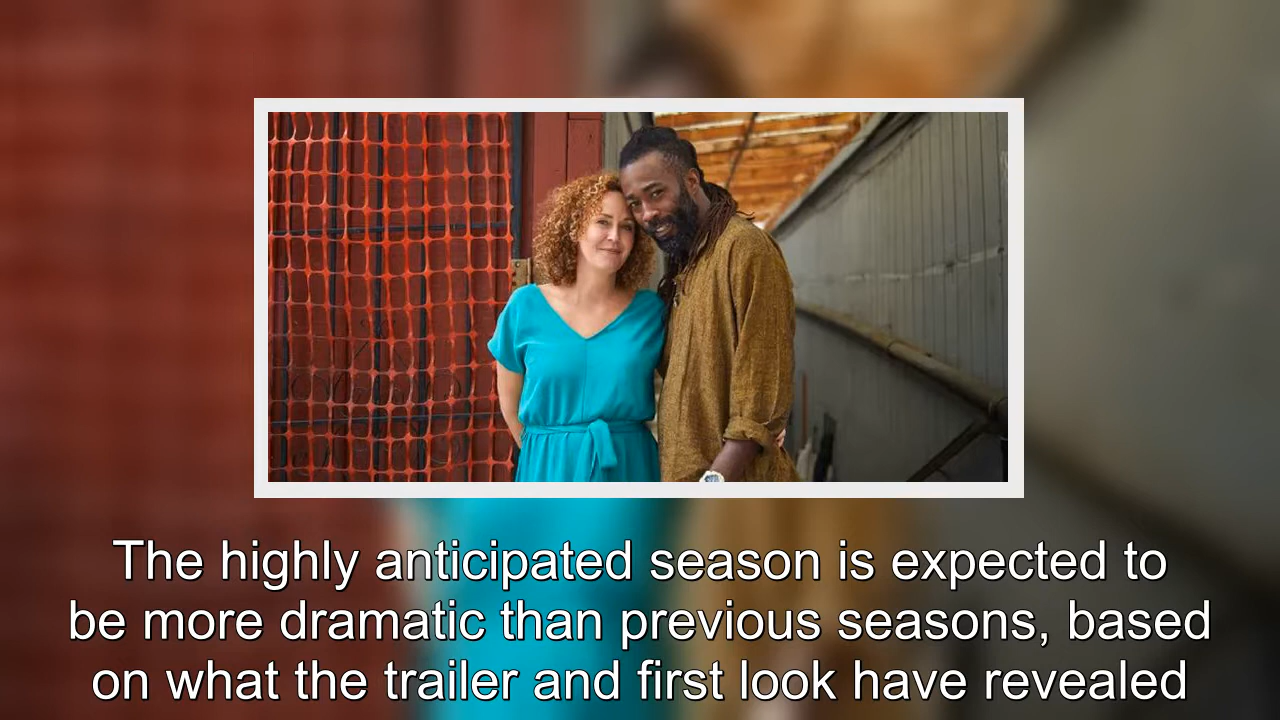 The highly anticipated season is expected to
be more dramatic than previous seasons, based
on what the trailer and first look have revealed